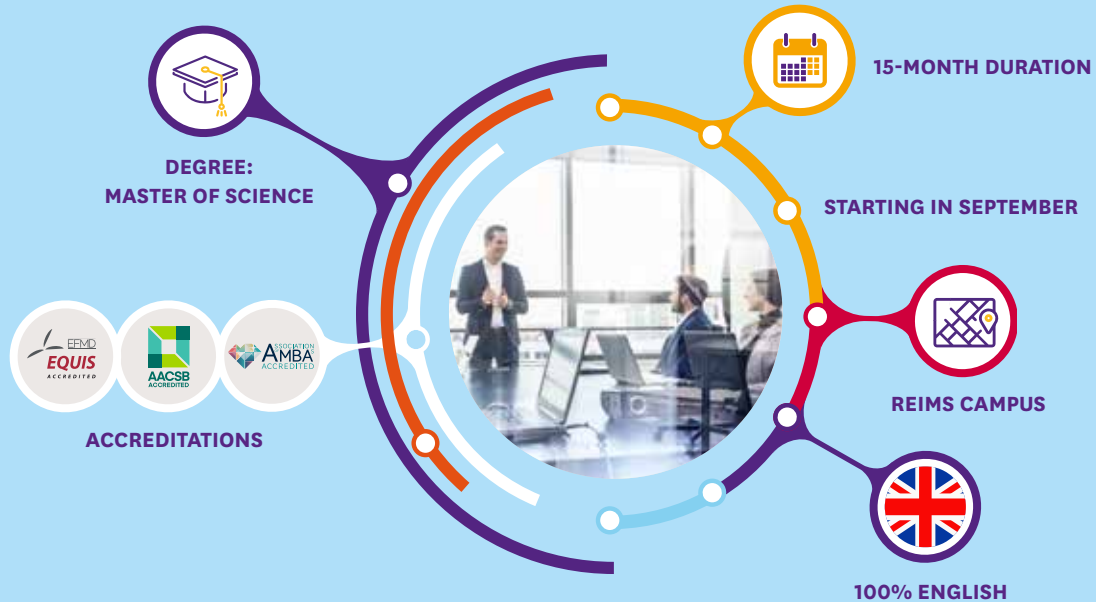 DEGREE:
MASTER OF SCIENCE
EFMD
EQUIS
ACCREDITED
AACSB
ACCREDITED
ASSOCIATION
AMBA
ACCREDITED
ACCREDITATIONS
15-MONTH DURATION
STARTING IN SEPTEMBER
REIMS CAMPUS
100% ENGLISH